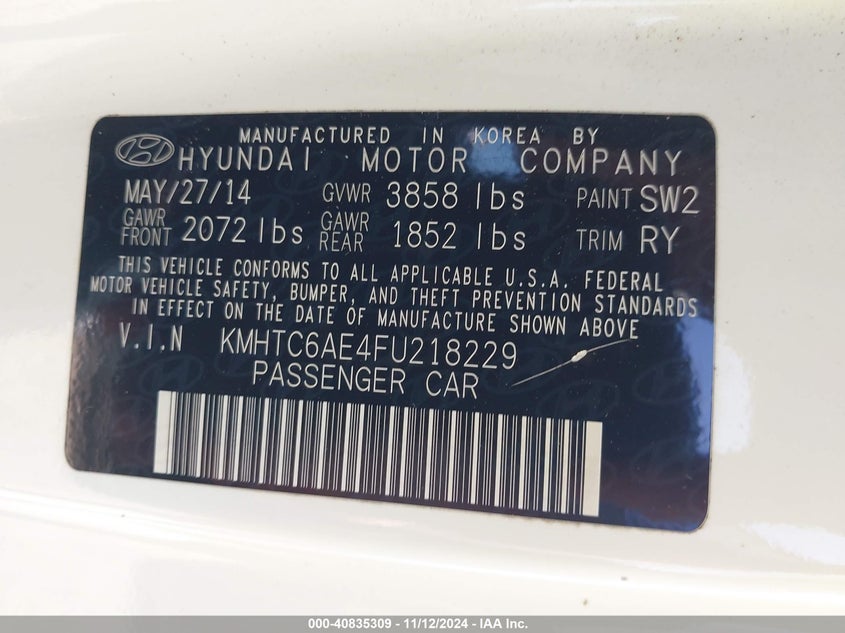 MANUFACTURED IN KOREA BY
HYUNDAI MOTOR COMPANY
MAY/27/14 GVWR 3858 lbs PAINT SW2
GAWR FRONT 2072 lbs GAWR REAR 1852 lbs TRIM RY
THIS VEHICLE CONFORMS TO ALL APPLICABLE U.S.A. FEDERAL
MOTOR VEHICLE SAFETY, BUMPER, AND THEFT PREVENTION STANDARDS
IN EFFECT ON THE DATE OF MANUFACTURE SHOWN ABOVE
V.I.N KMHTC6AE4FU218229
PASSENGER CAR
000-40835309 - 11/12/2024 - IAA Inc.